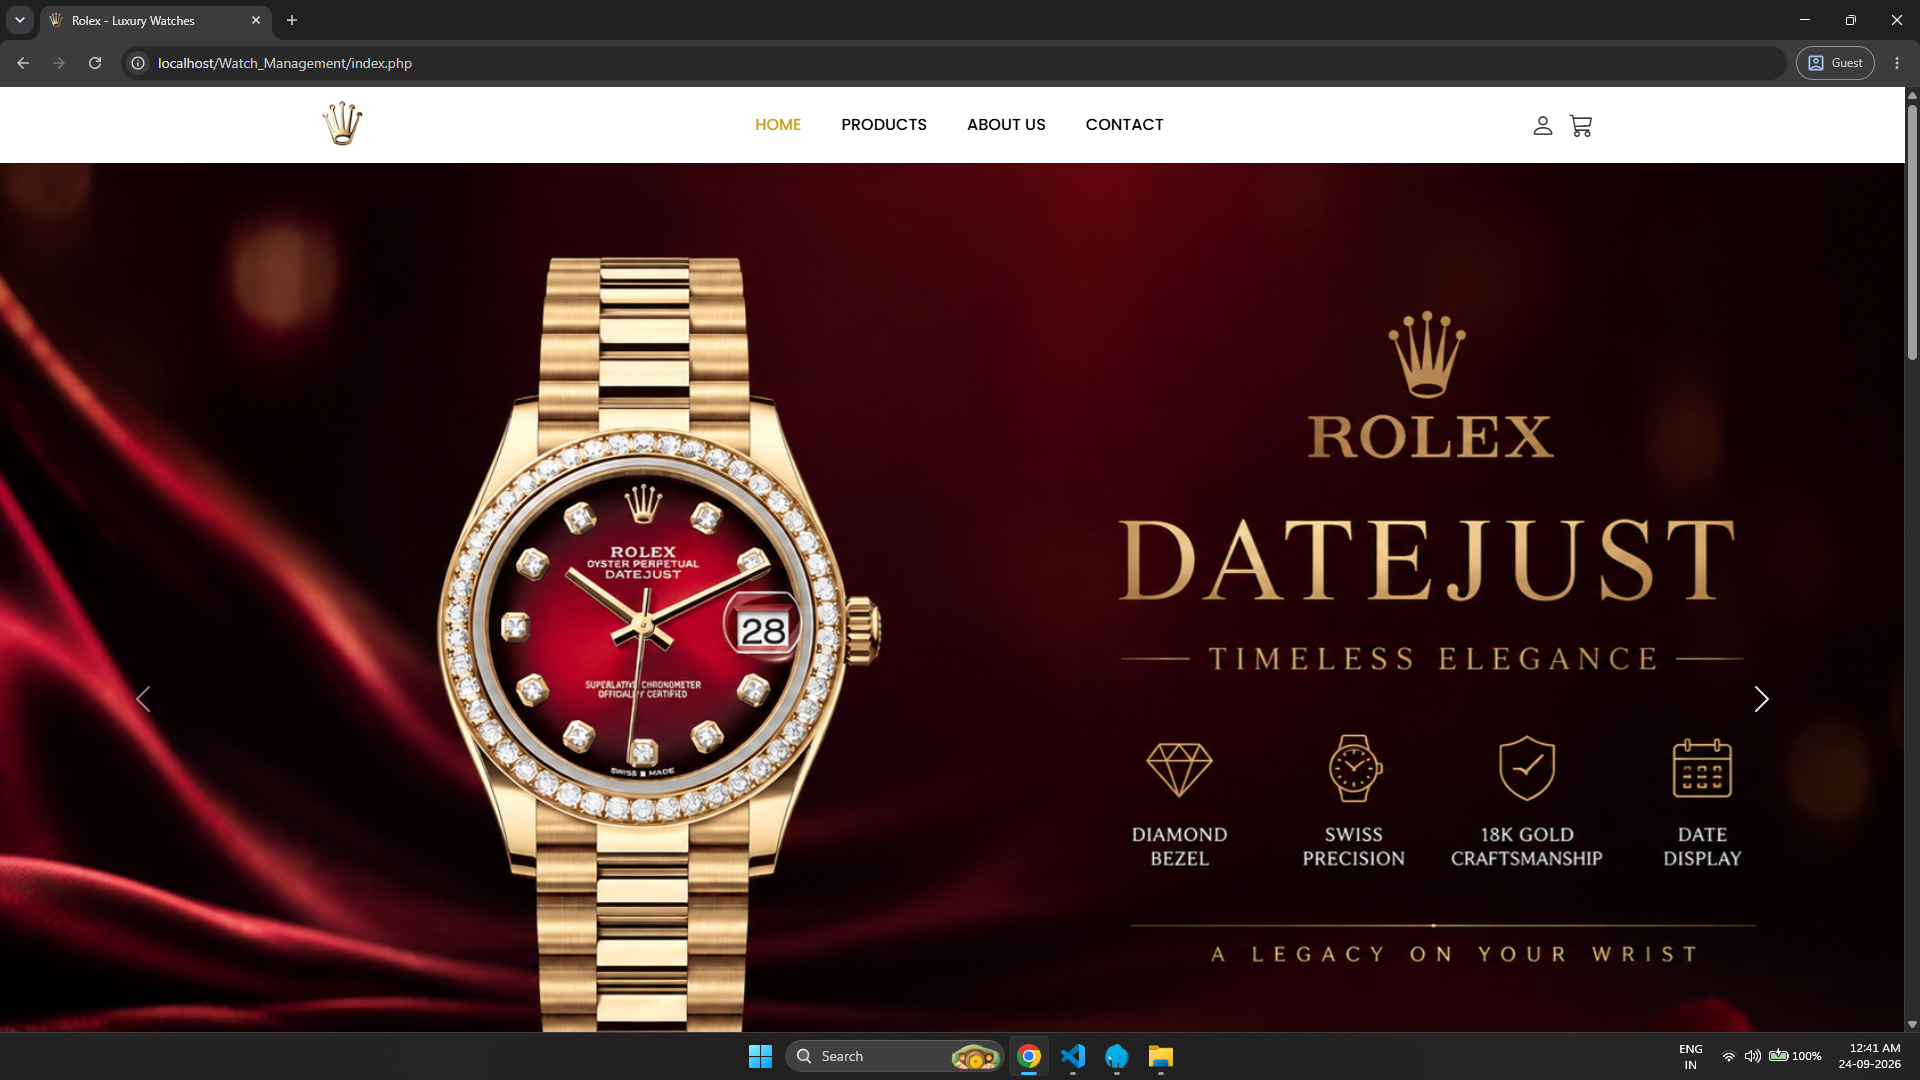 Rolex - Luxury Watches
localhost/Watch_Management/index.php
Guest
HOME
PRODUCTS
ABOUT US
CONTACT
ROLEX
OYSTER PERPETUAL
DATEJUST
28
SUPERLATIVE CHRONOMETER
OFFICIALLY CERTIFIED
SWISS MADE
ROLEX
DATEJUST
TIMELESS ELEGANCE
DIAMOND
BEZEL
SWISS
PRECISION
18K GOLD
CRAFTSMANSHIP
DATE
DISPLAY
A LEGACY ON YOUR WRIST
Search
ENG
IN
100%
12:41 AM
24-09-2026